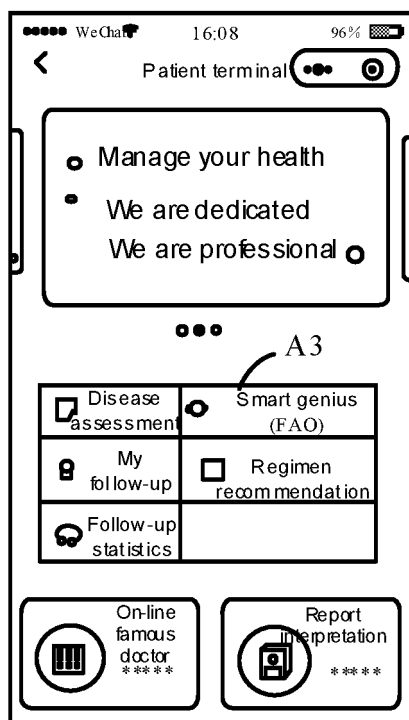 WeChat 16:08 96%
Patient terminal
Manage your health
We are dedicated
We are professional
A3
Disease
assessment
Smart genius
(FAO)
My
follow-up
Regimen
recommendation
Follow-up
statistics
On-line
famous
doctor
*****
Report
interpretation
*****